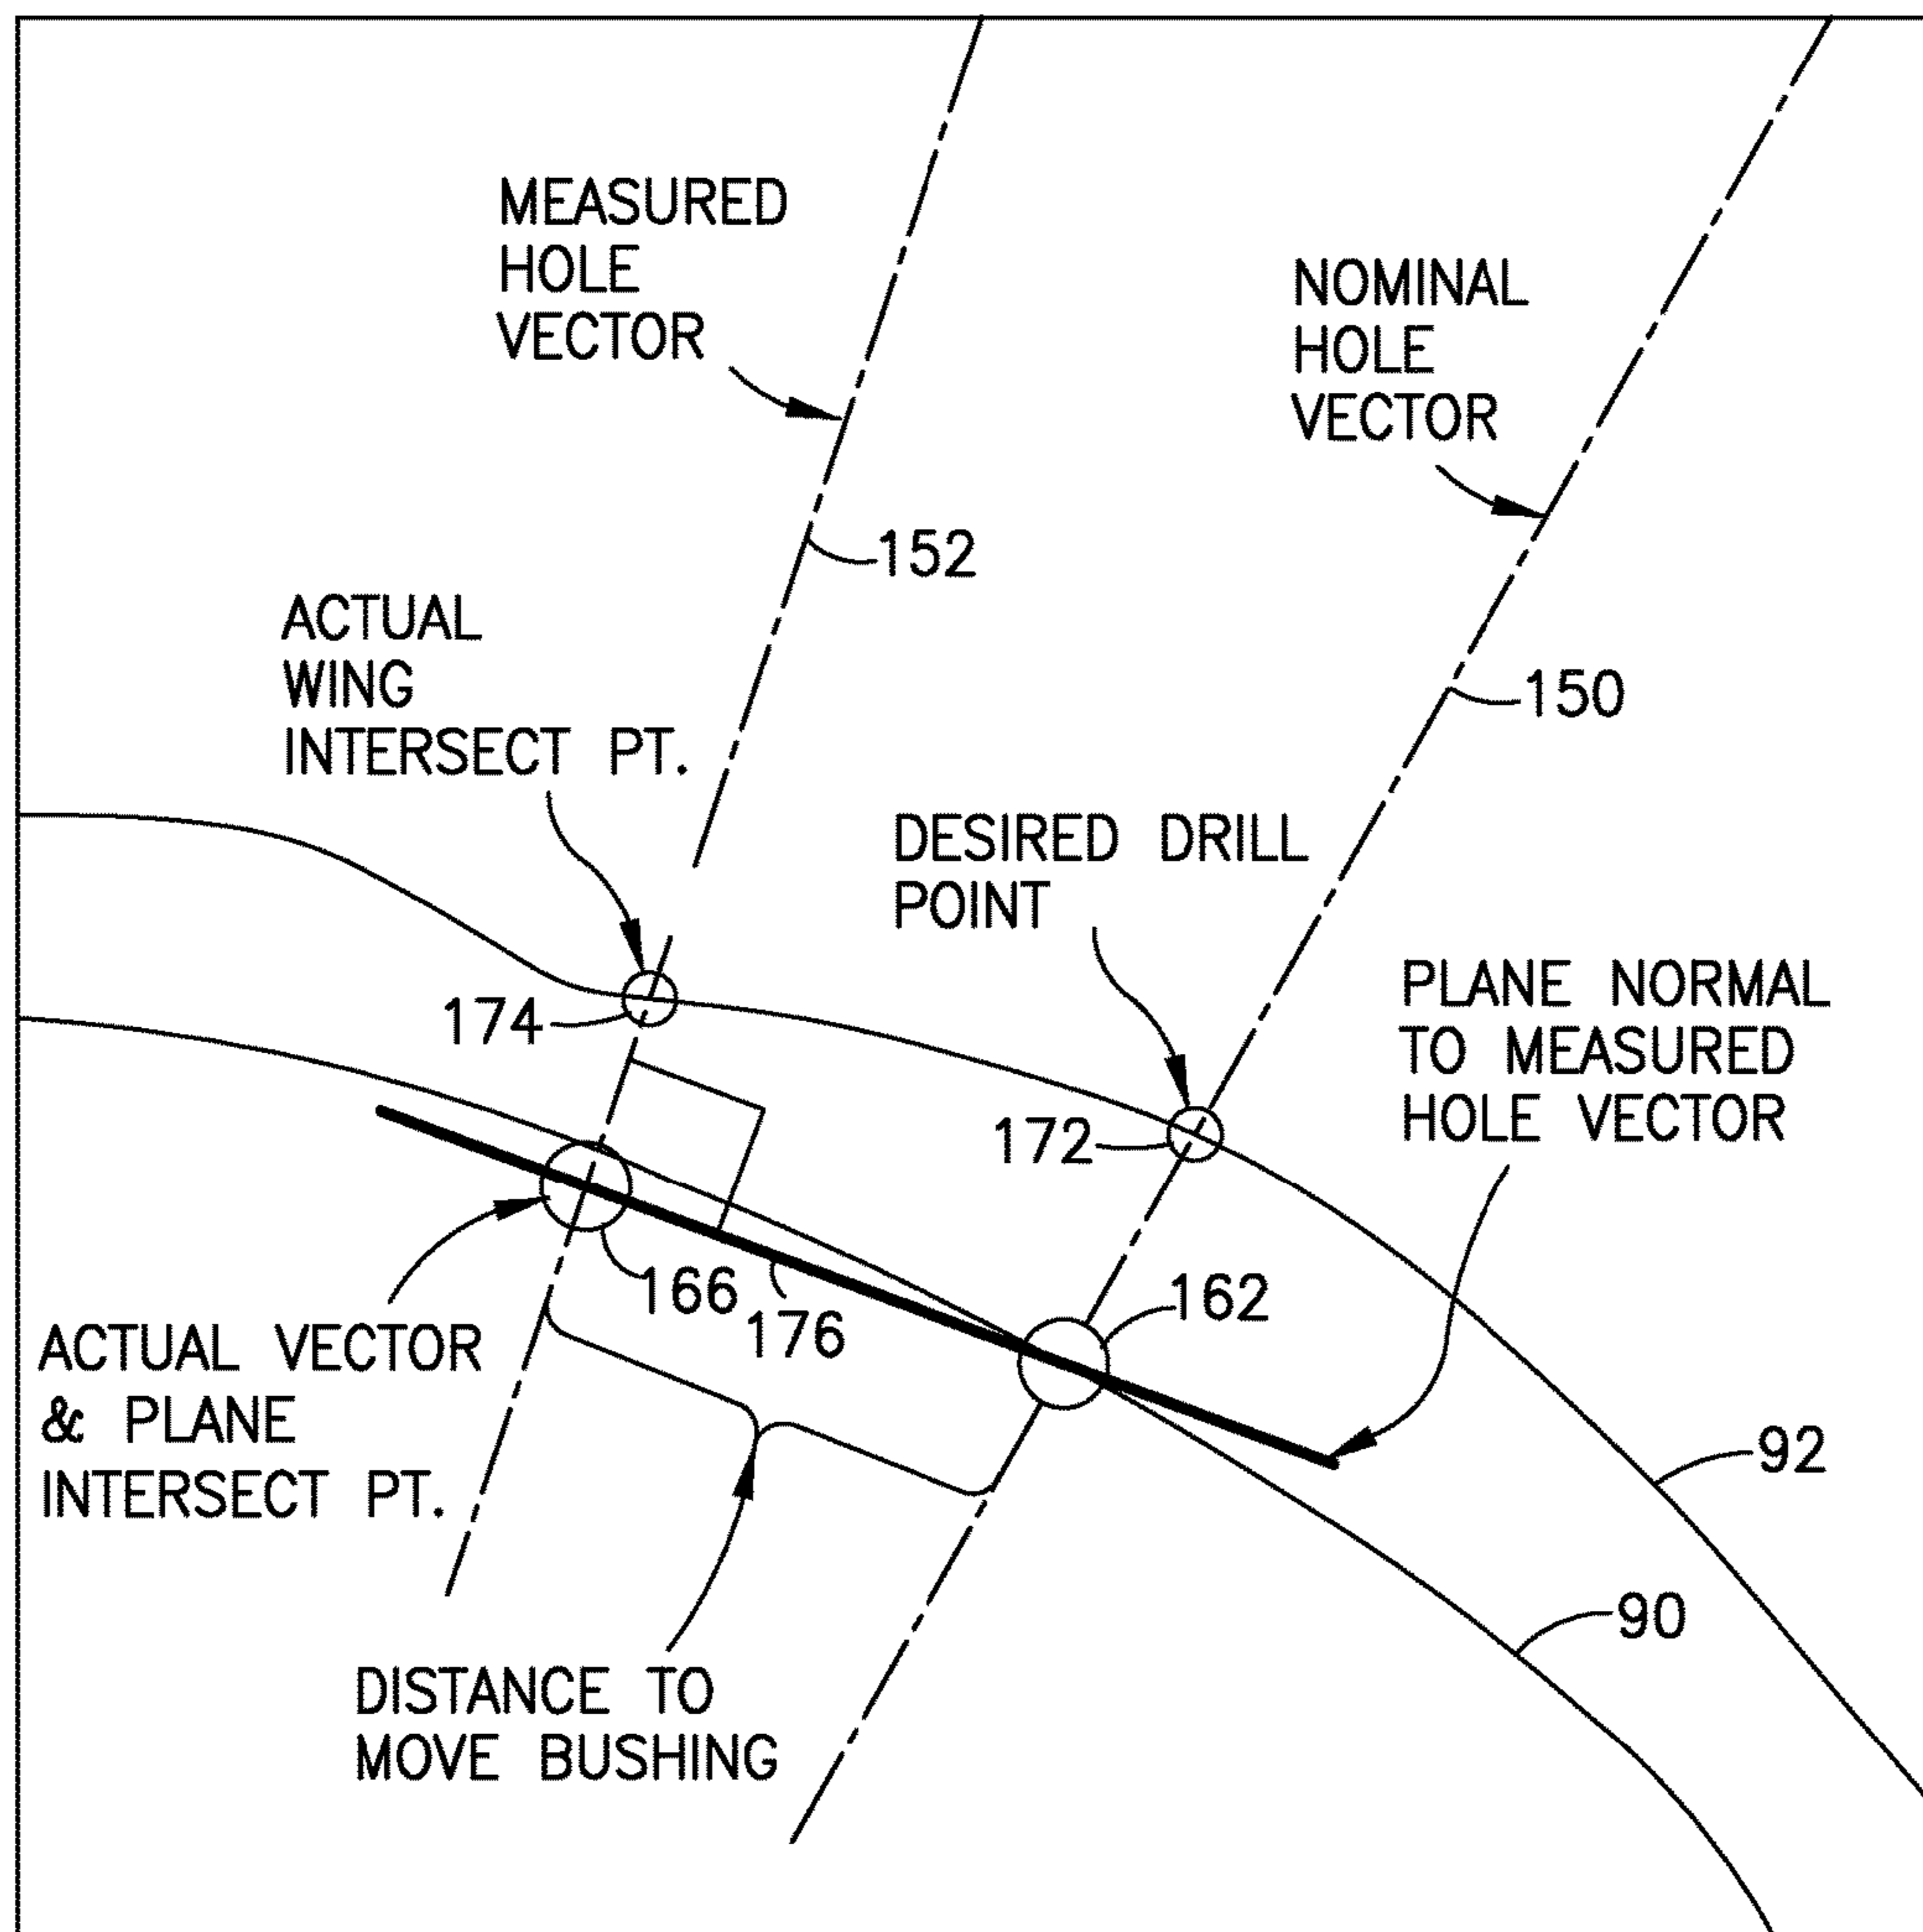 MEASURED
HOLE
VECTOR
NOMINAL
HOLE
VECTOR
152
ACTUAL
WING
INTERSECT PT.
150
DESIRED DRILL
POINT
PLANE NORMAL
TO MEASURED
HOLE VECTOR
174
172
166
176
162
ACTUAL VECTOR
& PLANE
INTERSECT PT.
92
90
DISTANCE TO
MOVE BUSHING